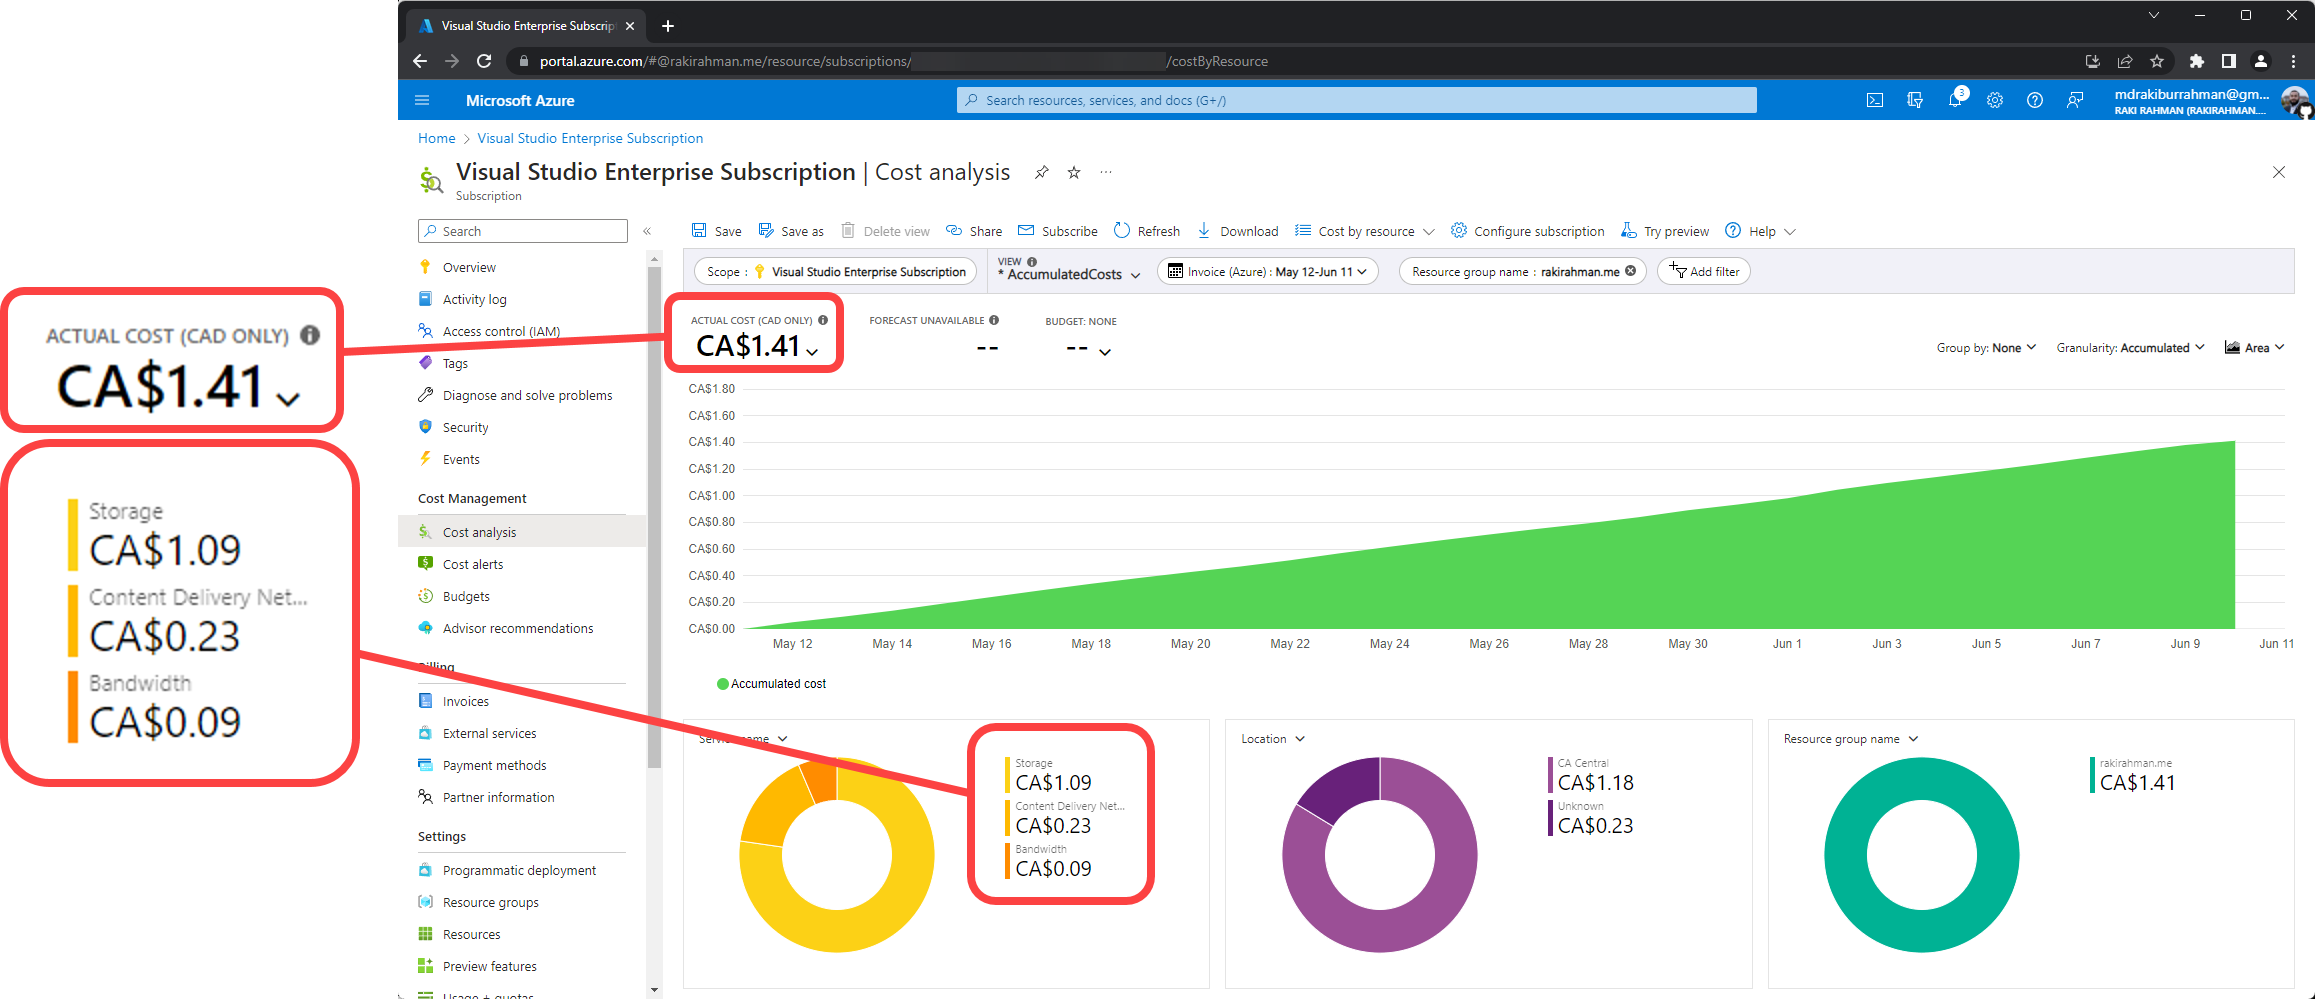 Visual Studio Enterprise Subscrip
portal.azure.com/#@rakirahman.me/resource/subscriptions/ /costByResource
Microsoft Azure
Search resources, services, and docs (G+/)
3
mdrakiburrahman@gm...
RAKI RAHMAN (RAKIRAHMAN....
Home > Visual Studio Enterprise Subscription
Visual Studio Enterprise Subscription | Cost analysis
Subscription
Search
Save
Save as
Delete view
Share
Subscribe
Refresh
Download
Cost by resource
Configure subscription
Try preview
Help
Overview
Activity log
Access control (IAM)
Tags
Diagnose and solve problems
Security
Events
Cost Management
Cost analysis
Cost alerts
Budgets
Advisor recommendations
Billing
Invoices
External services
Payment methods
Partner information
Settings
Programmatic deployment
Resource groups
Resources
Preview features
Usage + quotas
Scope : Visual Studio Enterprise Subscription
VIEW
* AccumulatedCosts
Invoice (Azure) : May 12-Jun 11
Resource group name : rakirahman.me
Add filter
ACTUAL COST (CAD ONLY)
CA$1.41
FORECAST UNAVAILABLE
--
BUDGET: NONE
--
Group by: None
Granularity: Accumulated
Area
CA$1.80
CA$1.60
CA$1.40
CA$1.20
CA$1.00
CA$0.80
CA$0.60
CA$0.40
CA$0.20
CA$0.00
May 12 May 14 May 16 May 18 May 20 May 22 May 24 May 26 May 28 May 30 Jun 1 Jun 3 Jun 5 Jun 7 Jun 9 Jun 11
Accumulated cost
Service name
Storage
CA$1.09
Content Delivery Net...
CA$0.23
Bandwidth
CA$0.09
Location
CA Central
CA$1.18
Unknown
CA$0.23
Resource group name
rakirahman.me
CA$1.41
ACTUAL COST (CAD ONLY)
CA$1.41
Storage
CA$1.09
Content Delivery Net...
CA$0.23
Bandwidth
CA$0.09